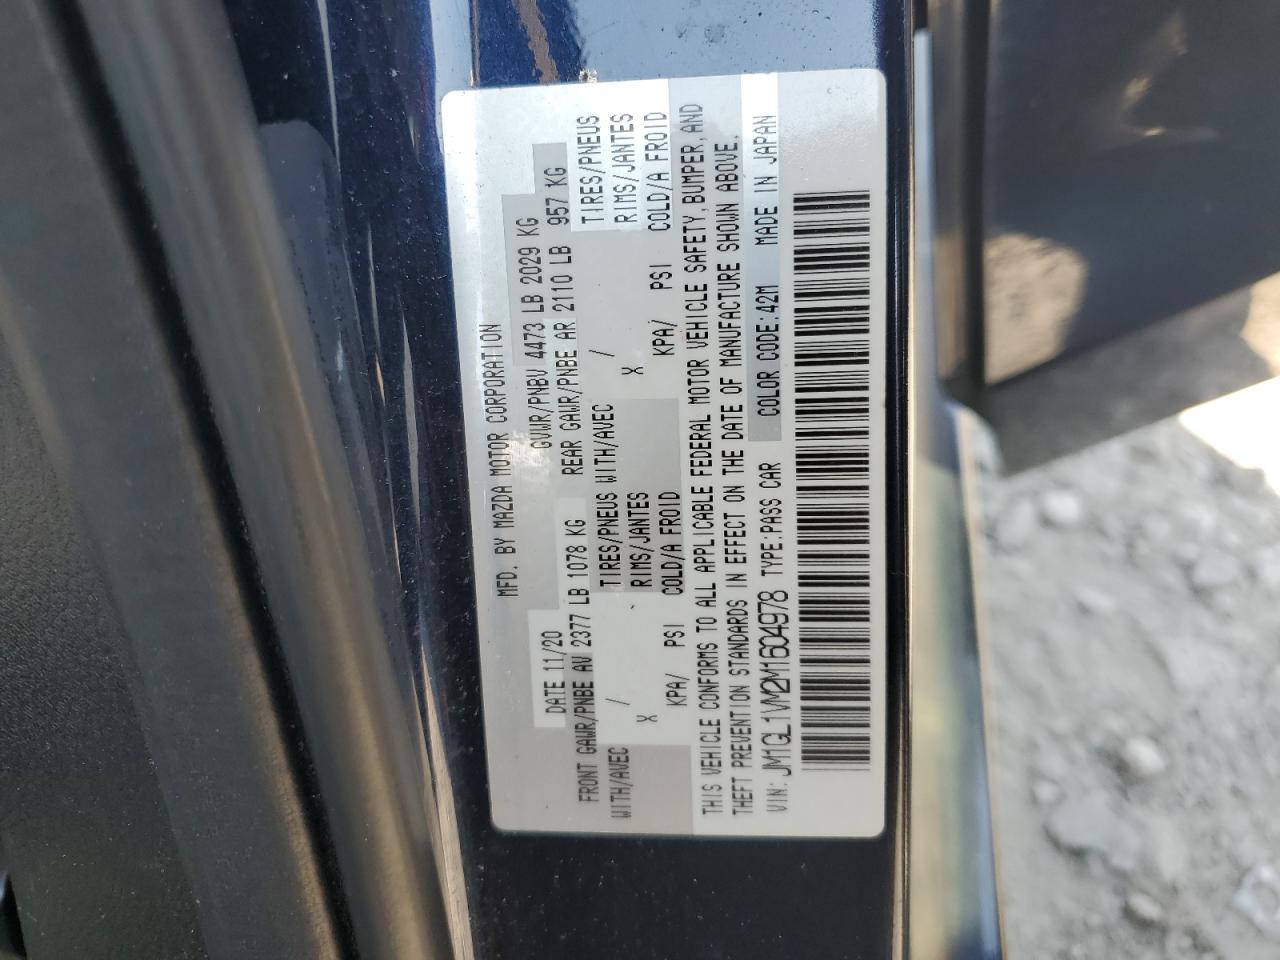 MFD. BY MAZDA MOTOR CORPORATION
DATE 11/20 GVWR/PNBV 4473 LB 2029 KG
FRONT GAWR/PNBE AV 2377 LB 1078 KG REAR GAWR/PNBE AR 2110 LB 957 KG
WITH/AVEC / TIRES/PNEUS WITH/AVEC / TIRES/PNEUS
X RIMS/JANTES X RIMS/JANTES
KPA/ PSI COLD/A FROID KPA/ PSI COLD/A FROID
THIS VEHICLE CONFORMS TO ALL APPLICABLE FEDERAL MOTOR VEHICLE SAFETY, BUMPER, AND
THEFT PREVENTION STANDARDS IN EFFECT ON THE DATE OF MANUFACTURE SHOWN ABOVE.
VIN: JM1GL1VM2M1604978 TYPE:PASS CAR COLOR CODE:42M MADE IN JAPAN